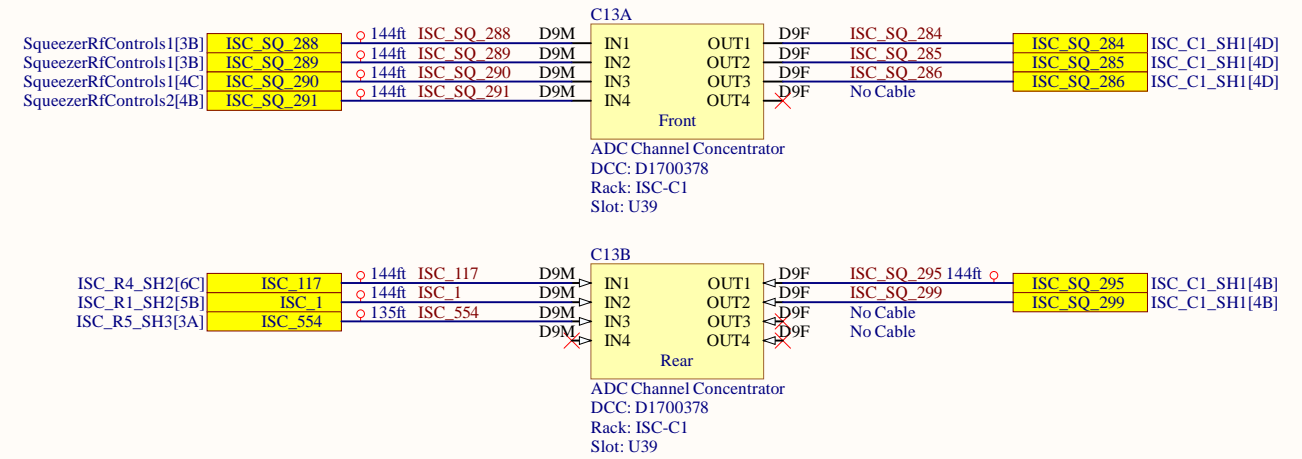 C13A
SqueezerRfControls1[3B] ISC_SQ_288 144ft ISC_SQ_288 D9M IN1 OUT1 D9F ISC_SQ_284 ISC_SQ_284 ISC_C1_SH1[4D]
SqueezerRfControls1[3B] ISC_SQ_289 144ft ISC_SQ_289 D9M IN2 OUT2 D9F ISC_SQ_285 ISC_SQ_285 ISC_C1_SH1[4D]
SqueezerRfControls1[4C] ISC_SQ_290 144ft ISC_SQ_290 D9M IN3 OUT3 D9F ISC_SQ_286 ISC_SQ_286 ISC_C1_SH1[4D]
SqueezerRfControls2[4B] ISC_SQ_291 144ft ISC_SQ_291 D9M IN4 OUT4 D9F No Cable
Front
ADC Channel Concentrator
DCC: D1700378
Rack: ISC-C1
Slot: U39
C13B
ISC_R4_SH2[6C] ISC_117 144ft ISC_117 D9M IN1 OUT1 D9F ISC_SQ_295 144ft ISC_SQ_295 ISC_C1_SH1[4B]
ISC_R1_SH2[5B] ISC_1 144ft ISC_1 D9M IN2 OUT2 D9F ISC_SQ_299 ISC_SQ_299 ISC_C1_SH1[4B]
ISC_R5_SH3[3A] ISC_554 135ft ISC_554 D9M IN3 OUT3 D9F No Cable
D9M IN4 OUT4 D9F No Cable
Rear
ADC Channel Concentrator
DCC: D1700378
Rack: ISC-C1
Slot: U39